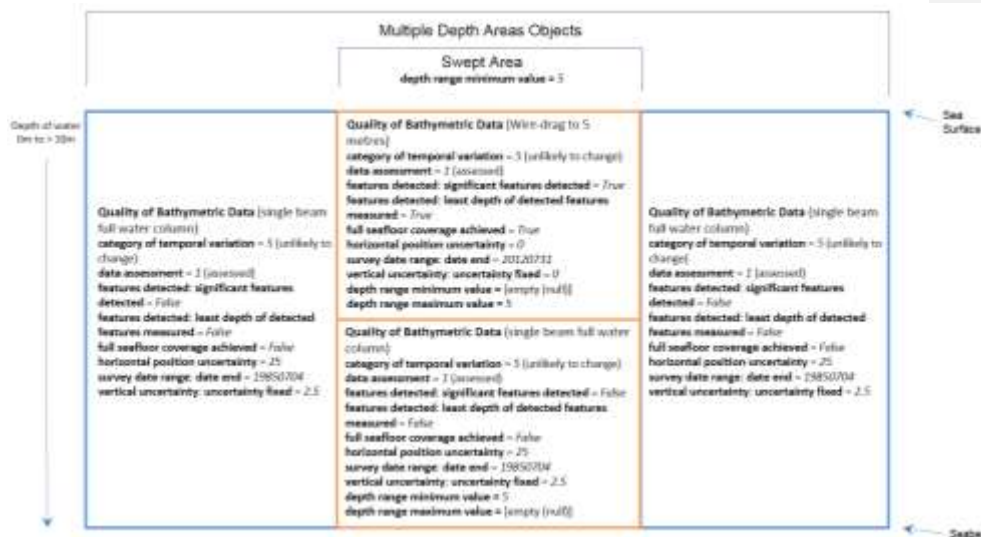 Multiple Depth Areas Objects
Swept Area
depth range minimum value = 5
Depth of water
0m to > 30m
Sea
Surface
Quality of Bathymetric Data (single beam
full water column)
category of temporal variation = 5 (unlikely to
change)
data assessment = 1 (assessed)
features detected: significant features
detected = False
features detected: least depth of detected
features measured = False
full seafloor coverage achieved = False
horizontal position uncertainty = 25
survey date range: date end = 19850704
vertical uncertainty: uncertainty fixed = 2.5
Quality of Bathymetric Data (Wire-drag to 5
metres)
category of temporal variation = 5 (unlikely to change)
data assessment = 1 (assessed)
features detected: significant features detected = True
features detected: least depth of detected features
measured = True
full seafloor coverage achieved = True
horizontal position uncertainty = 0
survey date range: date end = 20120731
vertical uncertainty: uncertainty fixed = 0
depth range minimum value = [empty (null)]
depth range maximum value = 5
Quality of Bathymetric Data (single beam full water
column)
category of temporal variation = 5 (unlikely to change)
data assessment = 1 (assessed)
features detected: significant features detected = False
features detected: least depth of detected features
measured = False
full seafloor coverage achieved = False
horizontal position uncertainty = 25
survey date range: date end = 19850704
vertical uncertainty: uncertainty fixed = 2.5
depth range minimum value = 5
depth range maximum value = [empty (null)]
Quality of Bathymetric Data (single beam
full water column)
category of temporal variation = 5 (unlikely to
change)
data assessment = 1 (assessed)
features detected: significant features
detected = False
features detected: least depth of detected
features measured = False
full seafloor coverage achieved = False
horizontal position uncertainty = 25
survey date range: date end = 19850704
vertical uncertainty: uncertainty fixed = 2.5